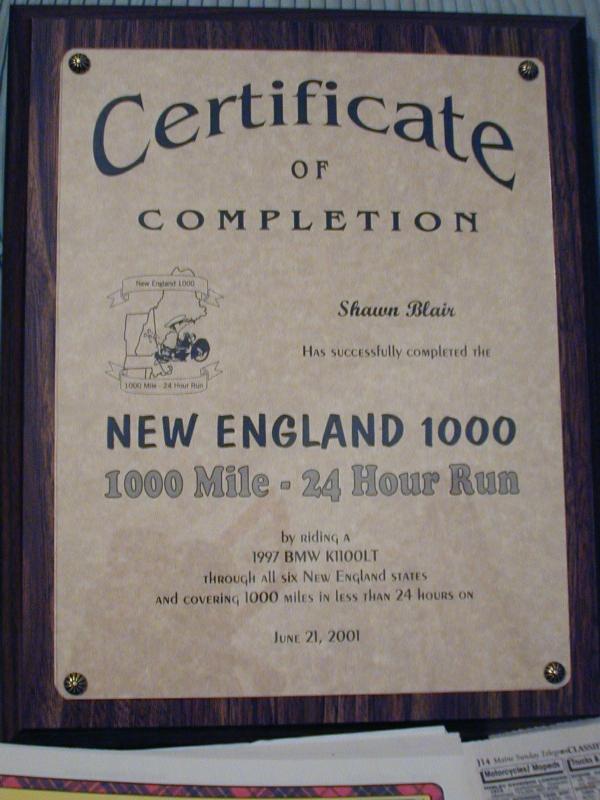 Certificate
OF
COMPLETION
New England 1000
1000 Mile - 24 Hour Run
Shawn Blair
Has successfully completed the
NEW ENGLAND 1000
1000 Mile - 24 Hour Run
by riding a
1997 BMW K1100LT
through all six New England states
and covering 1000 miles in less than 24 hours on
June 21, 2001
J14 Maine Sunday Telegram CLASSIF
Motorcycles/ Mopeds
Trucks &